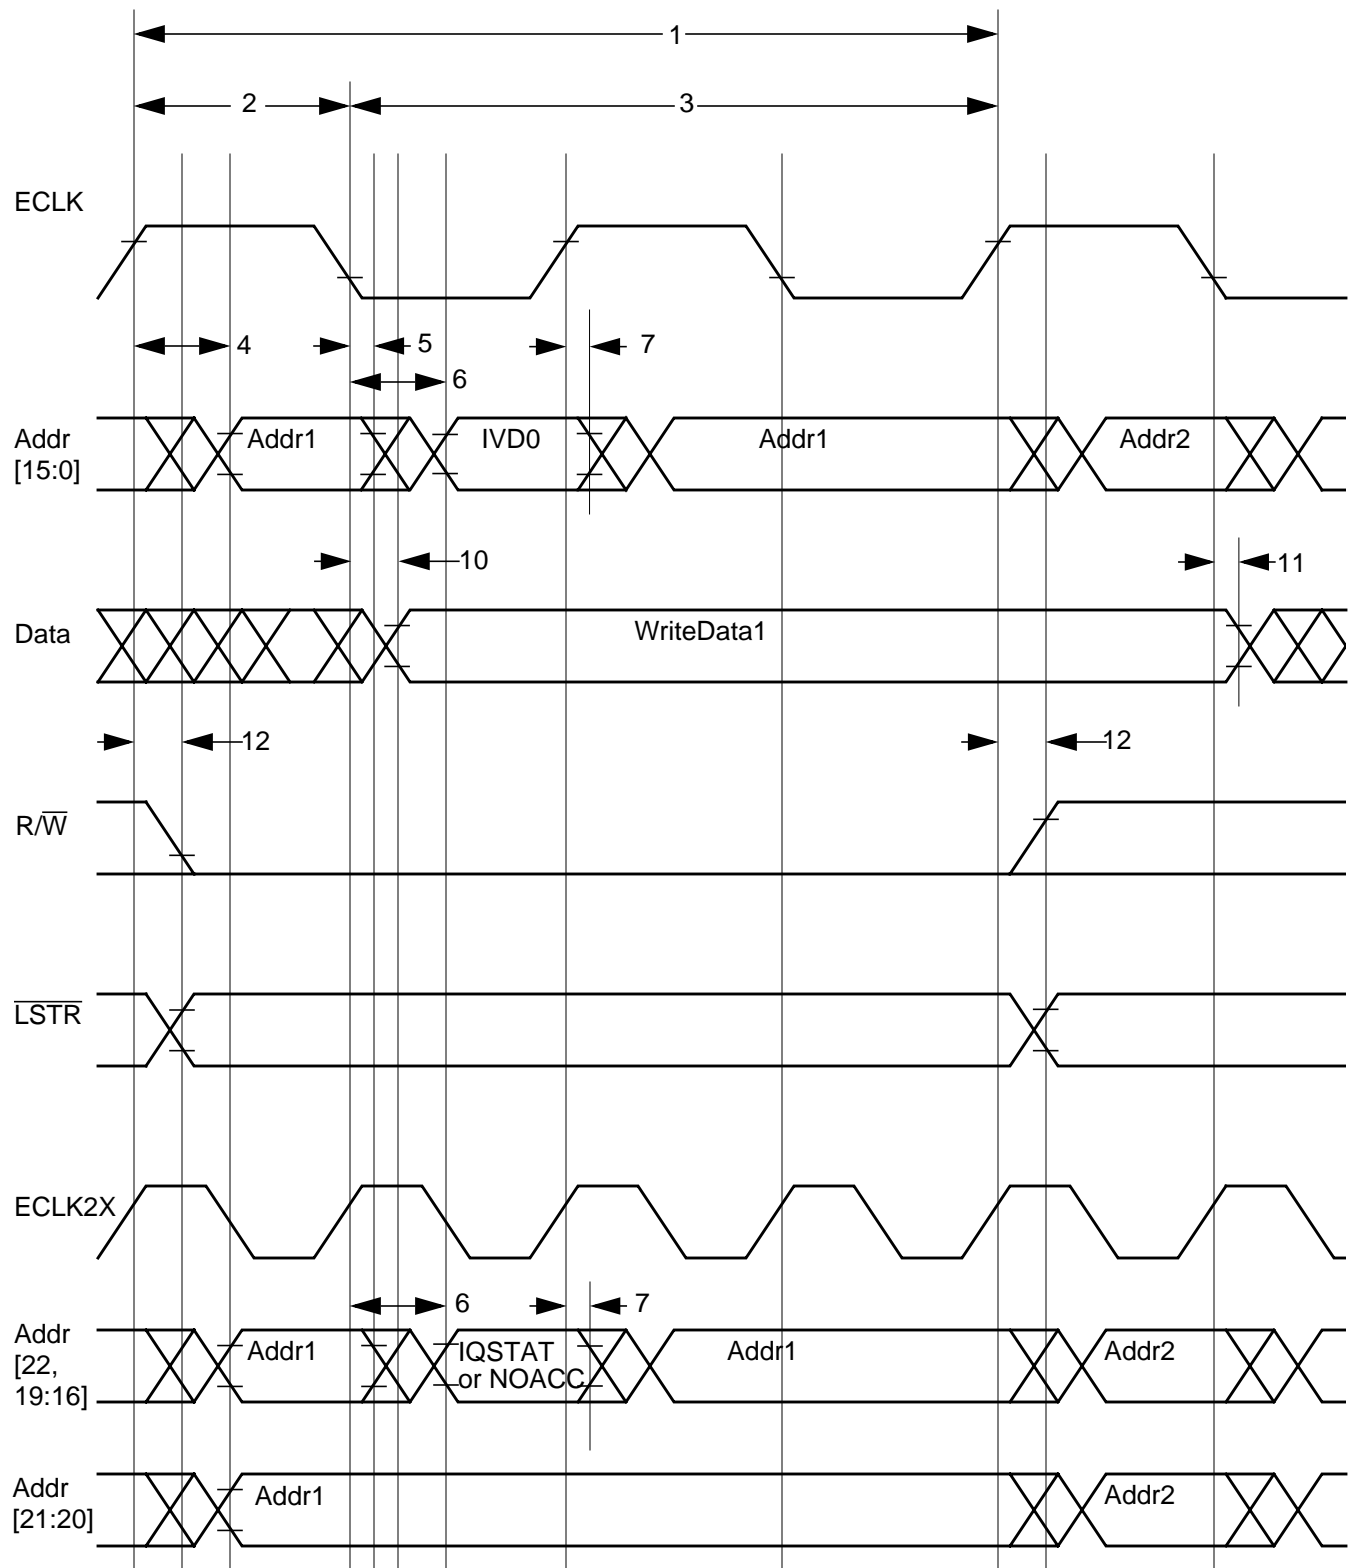 1
2
3
ECLK
4
5
7
6
Addr
[15:0]
Addr1
IVD0
Addr1
Addr2
10
11
Data
WriteData1
12
12
R/W̅
L̅S̅T̅R̅
ECLK2X
6
7
Addr
[22,
19:16]
Addr1
IQSTAT
or NOACC
Addr1
Addr2
Addr
[21:20]
Addr1
Addr2